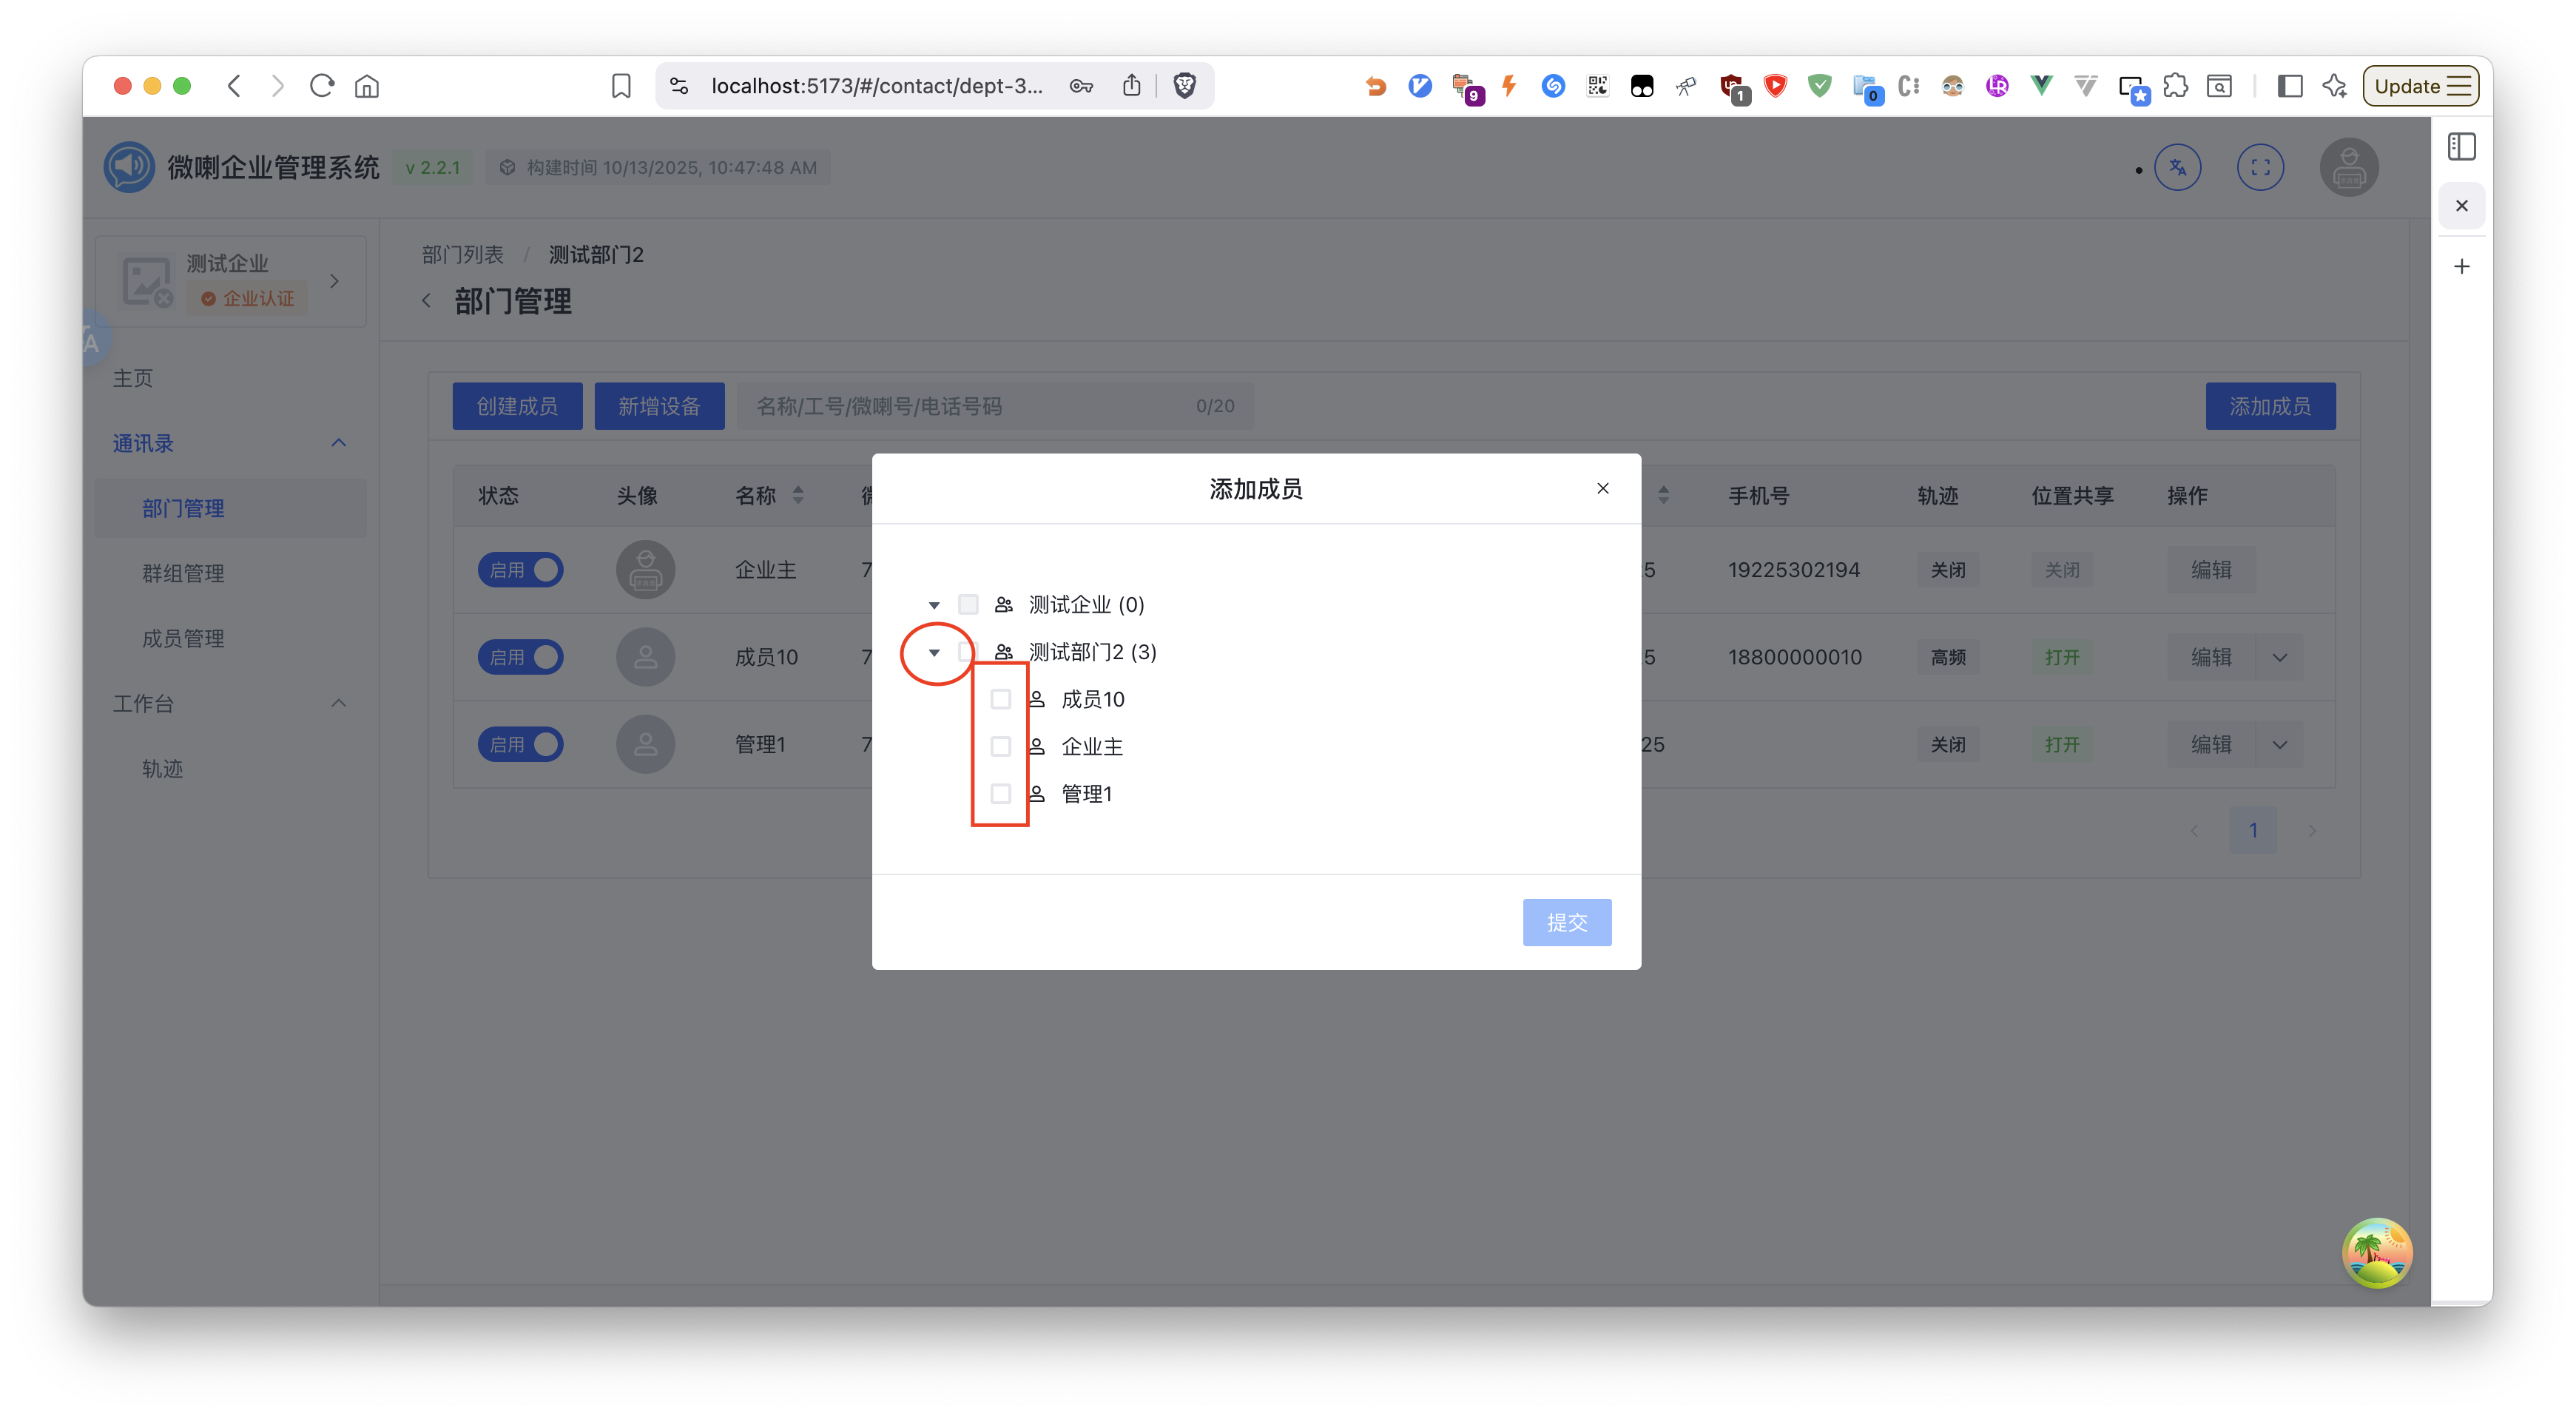 localhost:5173/#/contact/dept-3...
9
1
0
Update
微喇企业管理系统
v 2.2.1
构建时间 10/13/2025, 10:47:48 AM
测试企业
企业认证
主页
通讯录
部门管理
群组管理
成员管理
工作台
轨迹
部门列表 / 测试部门2
部门管理
创建成员
新增设备
名称/工号/微喇号/电话号码
0/20
添加成员
状态 头像 名称 手机号 轨迹 位置共享 操作
启用 企业主 7 5 19225302194 关闭 关闭 编辑
启用 成员10 7 5 18800000010 高频 打开 编辑
启用 管理1 7 25 关闭 打开 编辑
1
添加成员
测试企业 (0)
测试部门2 (3)
成员10
企业主
管理1
提交